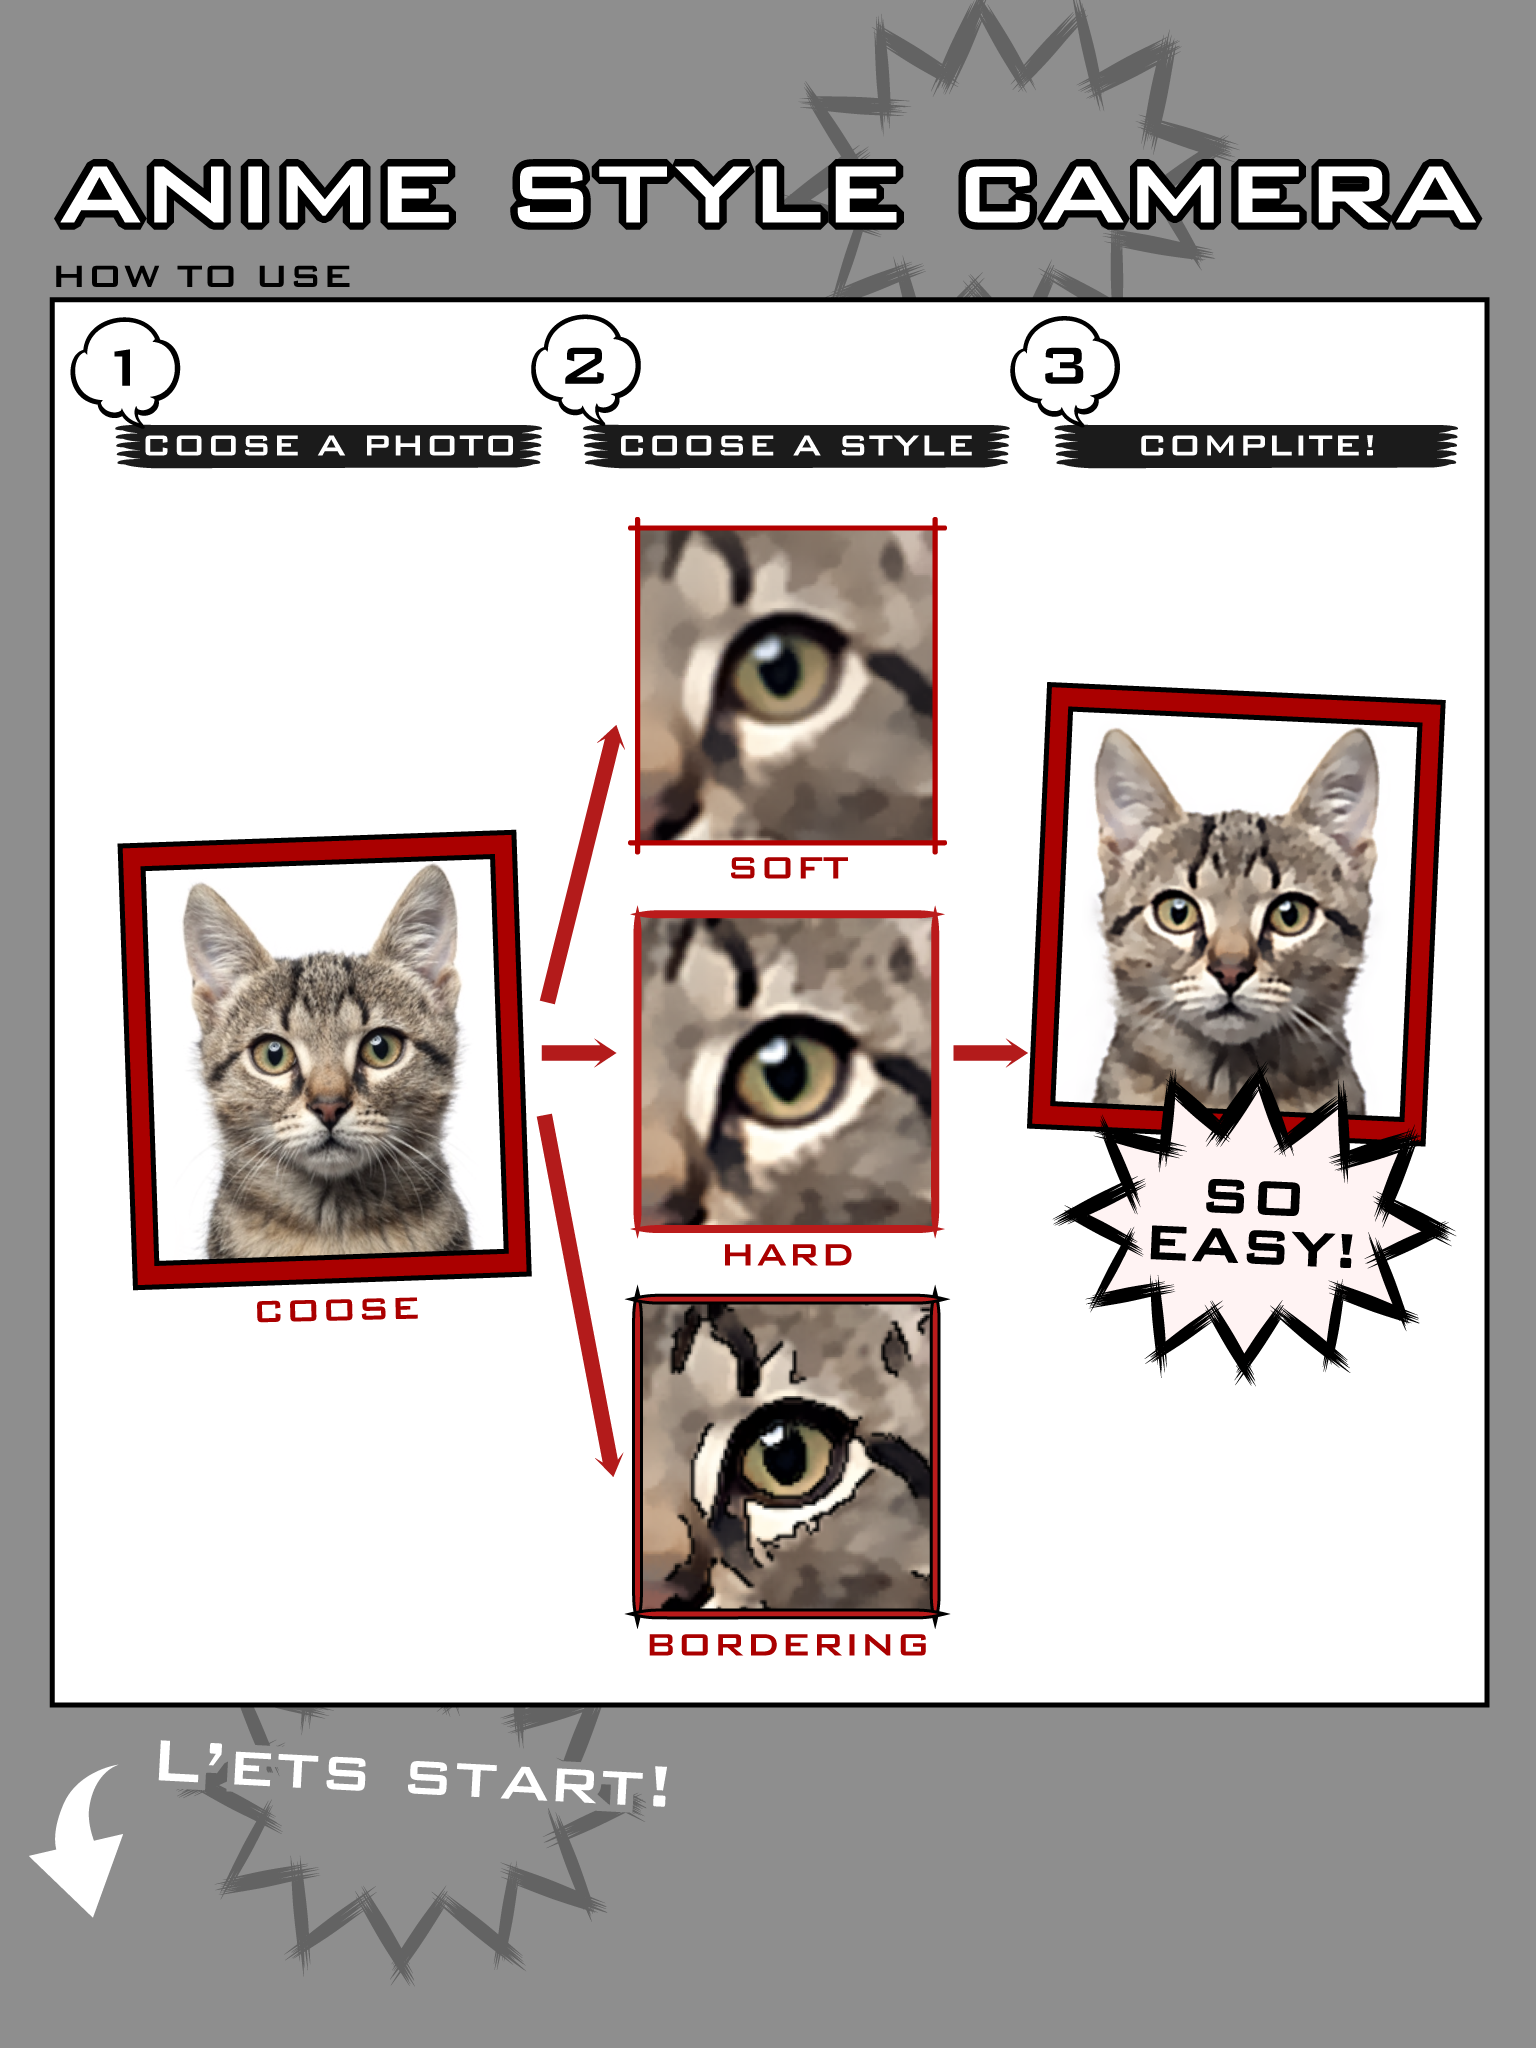 ANIME STYLE CAMERA
HOW TO USE
1
COOSE A PHOTO
2
COOSE A STYLE
3
COMPLITE!
COOSE
SOFT
HARD
BORDERING
SO
EASY!
L'ETS START!